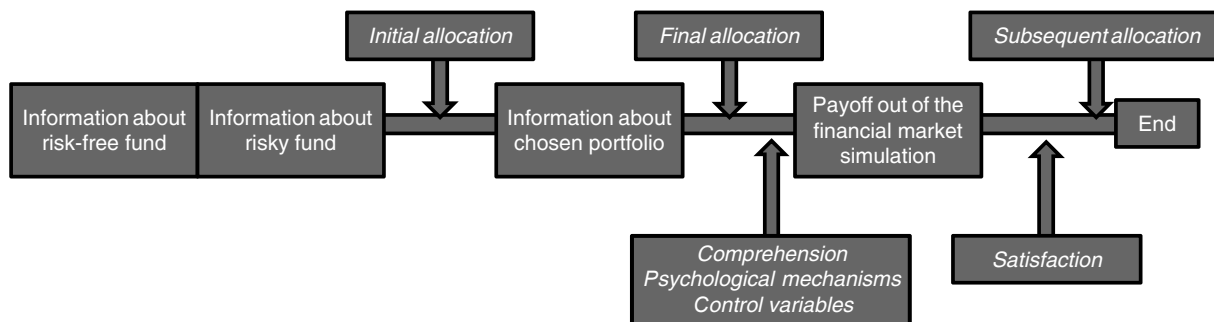 Initial allocation
Final allocation
Subsequent allocation
Information about
risk-free fund
Information about
risky fund
Information about
chosen portfolio
Payoff out of the
financial market
simulation
End
Comprehension
Psychological mechanisms
Control variables
Satisfaction